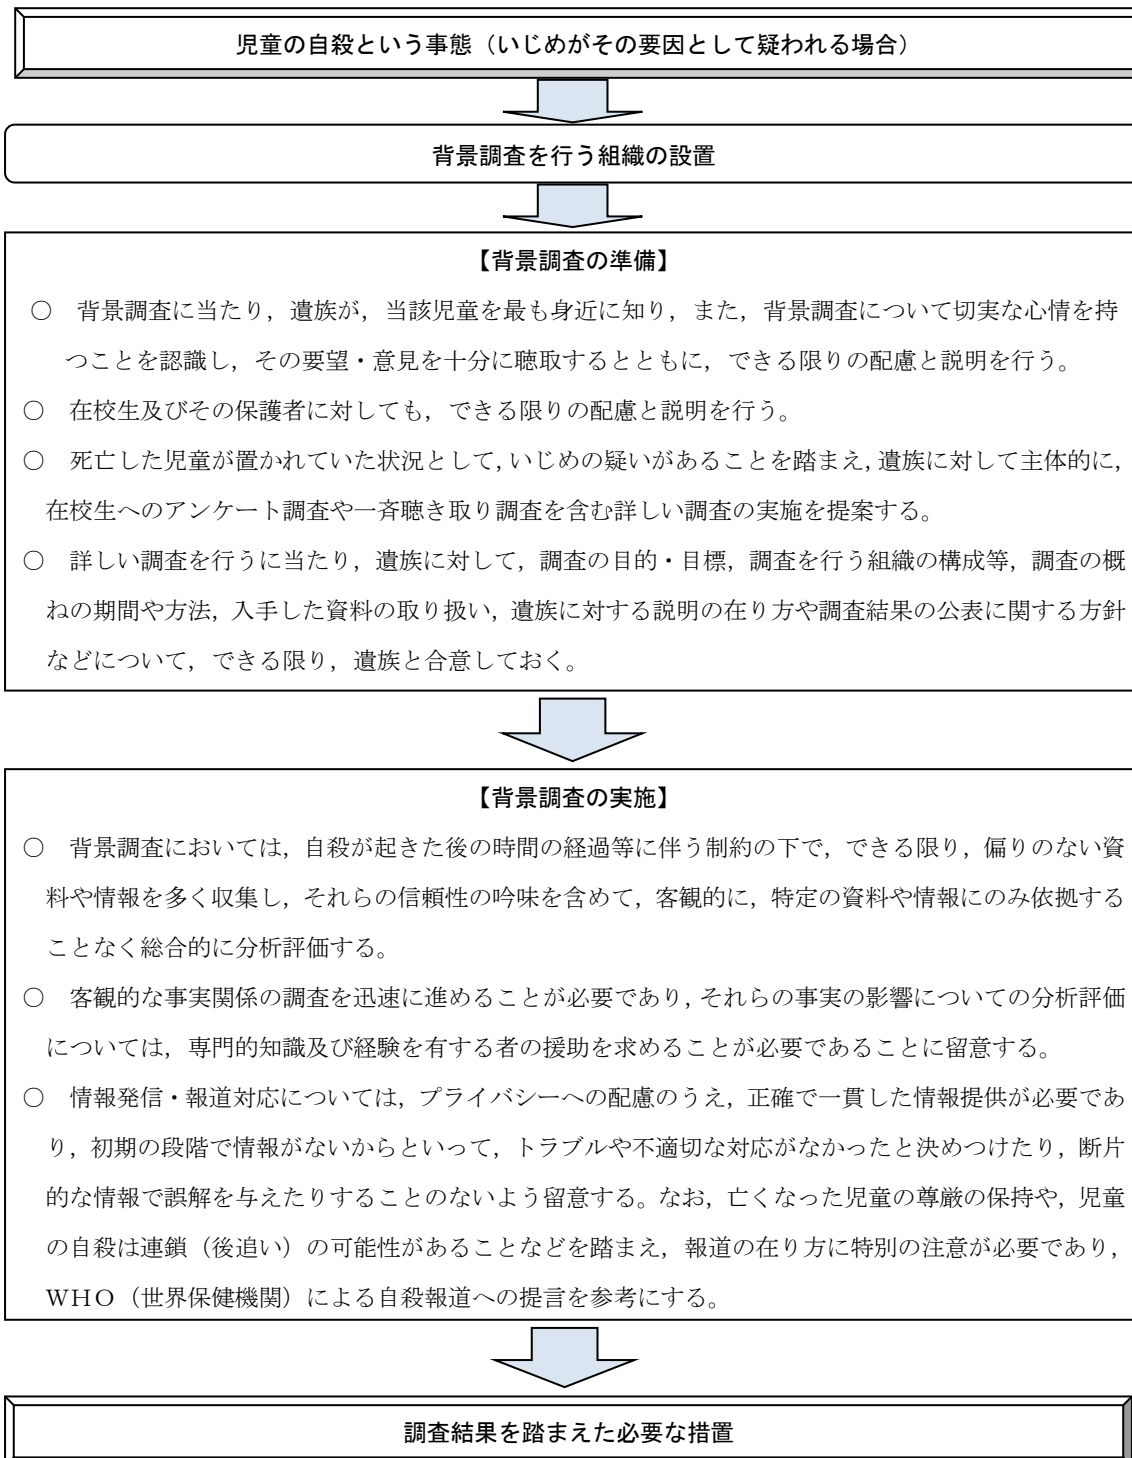 児童の自殺という事態（いじめがその要因として疑われる場合）
背景調査を行う組織の設置
【背景調査の準備】
○　背景調査に当たり，遺族が，当該児童を最も身近に知り，また，背景調査について切実な心情を持
つことを認識し，その要望・意見を十分に聴取するとともに，できる限りの配慮と説明を行う。
○　在校生及びその保護者に対しても，できる限りの配慮と説明を行う。
○　死亡した児童が置かれていた状況として，いじめの疑いがあることを踏まえ，遺族に対して主体的に，
在校生へのアンケート調査や一斉聴き取り調査を含む詳しい調査の実施を提案する。
○　詳しい調査を行うに当たり，遺族に対して，調査の目的・目標，調査を行う組織の構成等，調査の概
ねの期間や方法，入手した資料の取り扱い，遺族に対する説明の在り方や調査結果の公表に関する方針
などについて，できる限り，遺族と合意しておく。
【背景調査の実施】
○　背景調査においては，自殺が起きた後の時間の経過等に伴う制約の下で，できる限り，偏りのない資
料や情報を多く収集し，それらの信頼性の吟味を含めて，客観的に，特定の資料や情報にのみ依拠する
ことなく総合的に分析評価する。
○　客観的な事実関係の調査を迅速に進めることが必要であり，それらの事実の影響についての分析評価
については，専門的知識及び経験を有する者の援助を求めることが必要であることに留意する。
○　情報発信・報道対応については，プライバシーへの配慮のうえ，正確で一貫した情報提供が必要であ
り，初期の段階で情報がないからといって，トラブルや不適切な対応がなかったと決めつけたり，断片
的な情報で誤解を与えたりすることのないよう留意する。なお，亡くなった児童の尊厳の保持や，児童
の自殺は連鎖（後追い）の可能性があることなどを踏まえ，報道の在り方に特別の注意が必要であり，
ＷＨＯ（世界保健機関）による自殺報道への提言を参考にする。
調査結果を踏まえた必要な措置